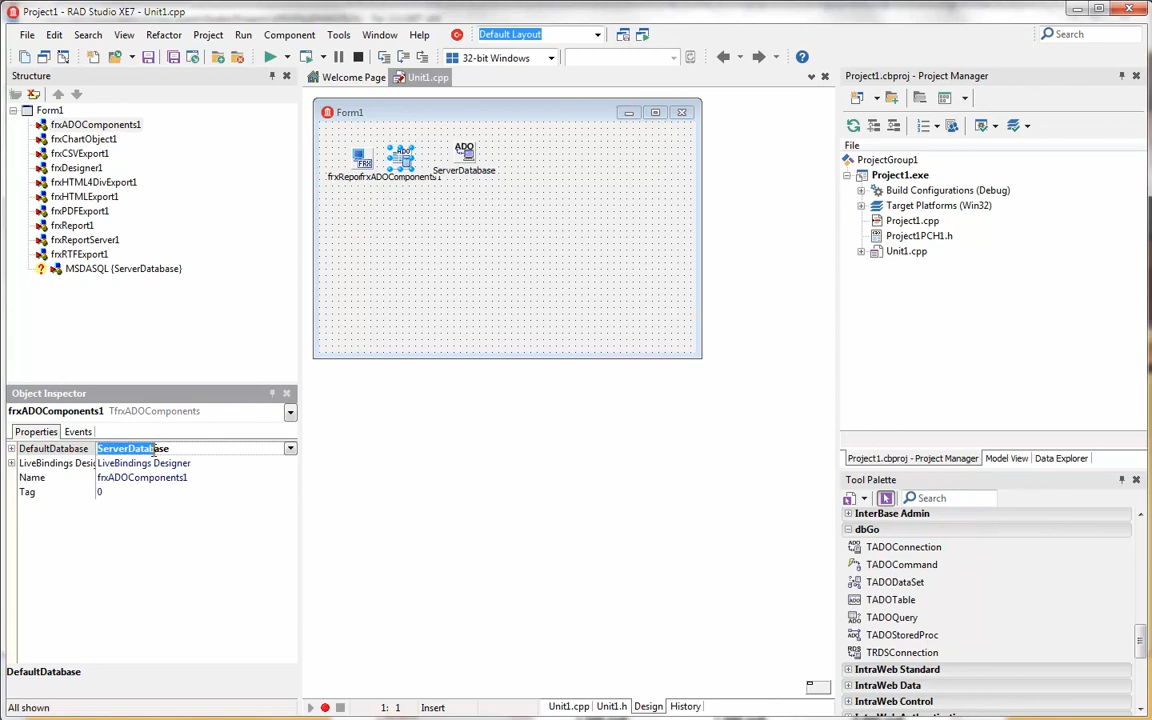 Project1 - RAD Studio XE7 - Unit1.cpp
File Edit Search View Refactor Project Run Component Tools Window Help
Default Layout
Search
32-bit Windows
Structure
Welcome Page
Unit1.cpp
Project1.cbproj - Project Manager
Form1
frxADOComponents1
frxChartObject1
frxCSVExport1
frxDesigner1
frxHTML4DivExport1
frxHTMLExport1
frxPDFExport1
frxReport1
frxReportServer1
frxRTFExport1
MSDASQL {ServerDatabase}
Form1
FRX
ADO
ADO
ServerDatabase
frxRepo
frxADOComponents1
File
ProjectGroup1
Project1.exe
Build Configurations (Debug)
Target Platforms (Win32)
Project1.cpp
Project1PCH1.h
Unit1.cpp
Object Inspector
frxADOComponents1 TfrxADOComponents
Properties Events
DefaultDatabase ServerDatabase
LiveBindings Desig LiveBindings Designer
Name frxADOComponents1
Tag 0
DefaultDatabase
All shown
Project1.cbproj - Project Manager Model View Data Explorer
Tool Palette
Search
InterBase Admin
dbGo
TADOConnection
TADOCommand
TADODataSet
TADOTable
TADOQuery
TADOStoredProc
TRDSConnection
IntraWeb Standard
IntraWeb Data
IntraWeb Control
1: 1 Insert
Unit1.cpp Unit1.h Design History